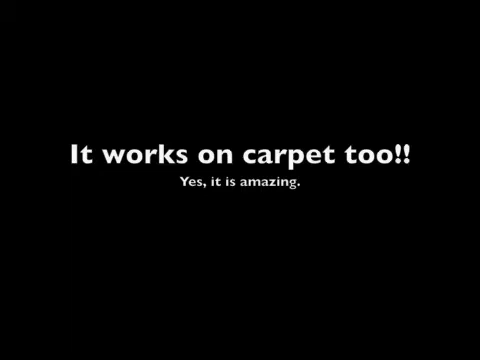 It works on carpet too!!
Yes, it is amazing.